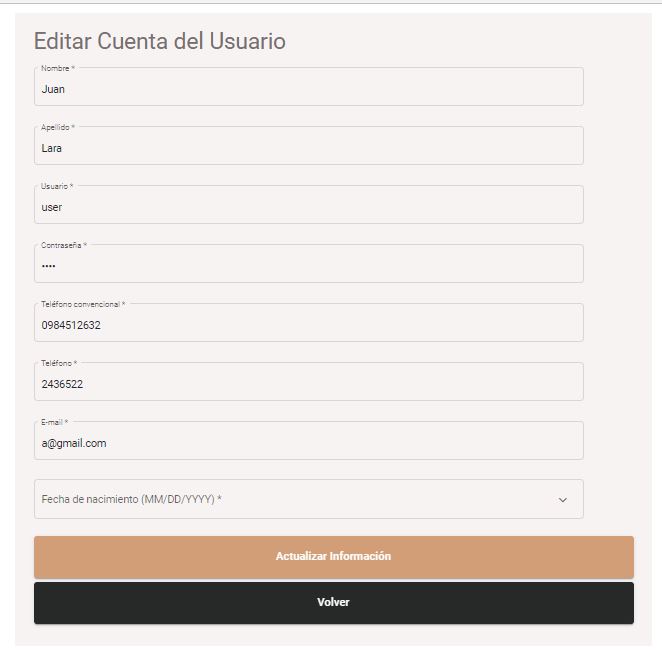 Editar Cuenta del Usuario
Nombre *
Juan
Apellido *
Lara
Usuario *
user
Contraseña *
••••
Teléfono convencional *
0984512632
Teléfono *
2436522
E-mail *
a@gmail.com
Fecha de nacimiento (MM/DD/YYYY) *
Actualizar Información
Volver